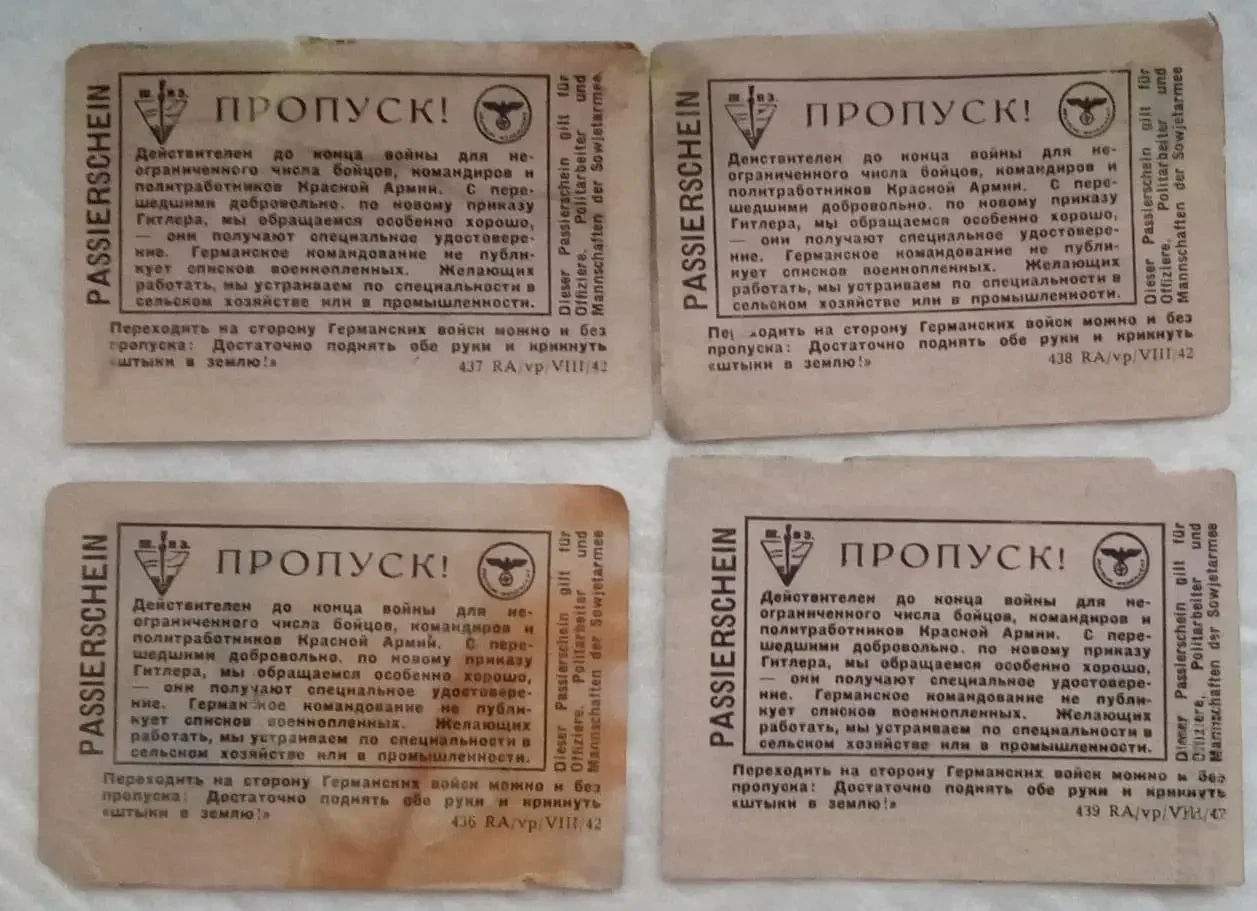 PASSIERSCHEIN
Ш ВЗ.
ПРОПУСК!
Действителен до конца войны для не-
ограниченного числа бойцов, командиров и
политработников Красной Армии. С пере-
шедшими добровольно. по новому приказу
Гитлера, мы обращаемся особенно хорошо,
— они получают специальное удостовере-
ние. Германское командование не публи-
кует списков военнопленных. Желающих
работать, мы устраиваем по специальности в
сельском хозяйстве или в промышленности.
Dieser Passierschein gilt für
Offiziere, Politarbeiter und
Mannschaften der Sowjetarmee
Переходить на сторону Германских войск можно и без
пропуска: Достаточно поднять обе руки и крикнуть
«штыки в землю!»
437 RA/vp/VIII/42
PASSIERSCHEIN
Ш ВЗ.
ПРОПУСК!
Действителен до конца войны для не-
ограниченного числа бойцов, командиров и
политработников Красной Армии. С пере-
шедшими добровольно. по новому приказу
Гитлера, мы обращаемся особенно хорошо,
— они получают специальное удостовере-
ние. Германское командование не публи-
кует списков военнопленных. Желающих
работать, мы устраиваем по специальности в
сельском хозяйстве или в промышленности.
Dieser Passierschein gilt für
Offiziere, Politarbeiter und
Mannschaften der Sowjetarmee
Переходить на сторону Германских войск можно и без
пропуска: Достаточно поднять обе руки и крикнуть
«штыки в землю!»
438 RA/vp/VIII/42
PASSIERSCHEIN
Ш ВЗ.
ПРОПУСК!
Действителен до конца войны для не-
ограниченного числа бойцов, командиров и
политработников Красной Армии. С пере-
шедшими добровольно. по новому приказу
Гитлера, мы обращаемся особенно хорошо,
— они получают специальное удостовере-
ние. Германское командование не публи-
кует списков военнопленных. Желающих
работать, мы устраиваем по специальности в
сельском хозяйстве или в промышленности.
Dieser Passierschein gilt für
Offiziere, Politarbeiter und
Mannschaften der Sowjetarmee
Переходить на сторону Германских войск можно и без
пропуска: Достаточно поднять обе руки и крикнуть
«штыки в землю!»
436 RA/vp/VIII/42
PASSIERSCHEIN
Ш ВЗ.
ПРОПУСК!
Действителен до конца войны для не-
ограниченного числа бойцов, командиров и
политработников Красной Армии. С пере-
шедшими добровольно. по новому приказу
Гитлера, мы обращаемся особенно хорошо.
— они получают специальное удостовере-
ние. Германское командование не публи-
кует списков военнопленных. Желающих
работать, мы устраиваем по специальности в
сельском хозяйстве или в промышленности.
Dieser Passierschein gilt für
Offiziere, Politarbeiter und
Mannschaften der Sowjetarmee
Переходить на сторону Германских войск можно и без
пропуска: Достаточно поднять обе руки и крикнуть
«штыки в землю!»
439 RA/vp/VIII/42